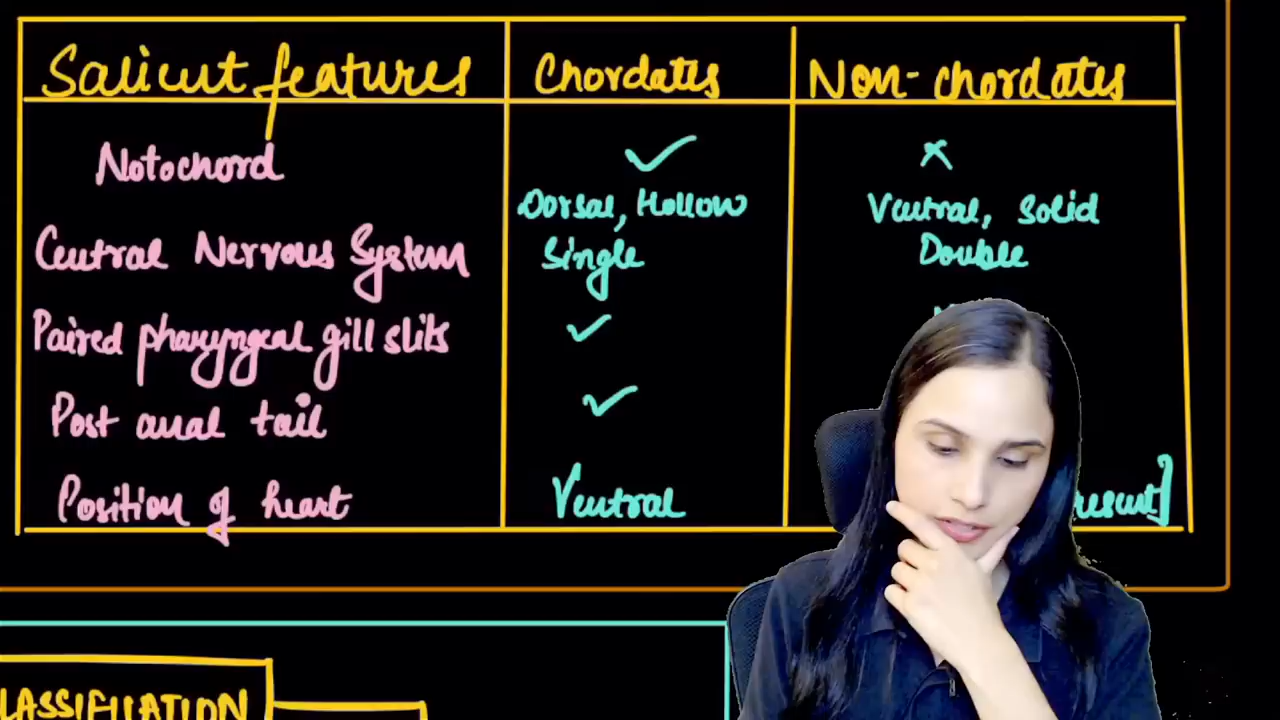 Salient features Chordates Non-chordates
Notochord ✓ ×
Central Nervous System Dorsal, Hollow Single Ventral, Solid Double
Paired pharyngeal gill slits ✓
Post anal tail ✓
Position of heart Ventral
CLASSIFICATION